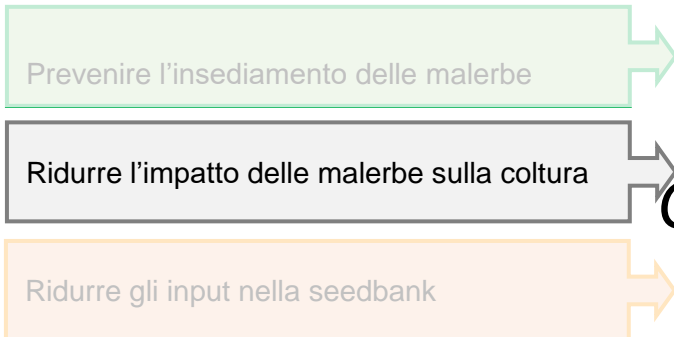 Prevenire l’insediamento delle malerbe
Ridurre l’impatto delle malerbe sulla coltura
Ridurre gli input nella seedbank